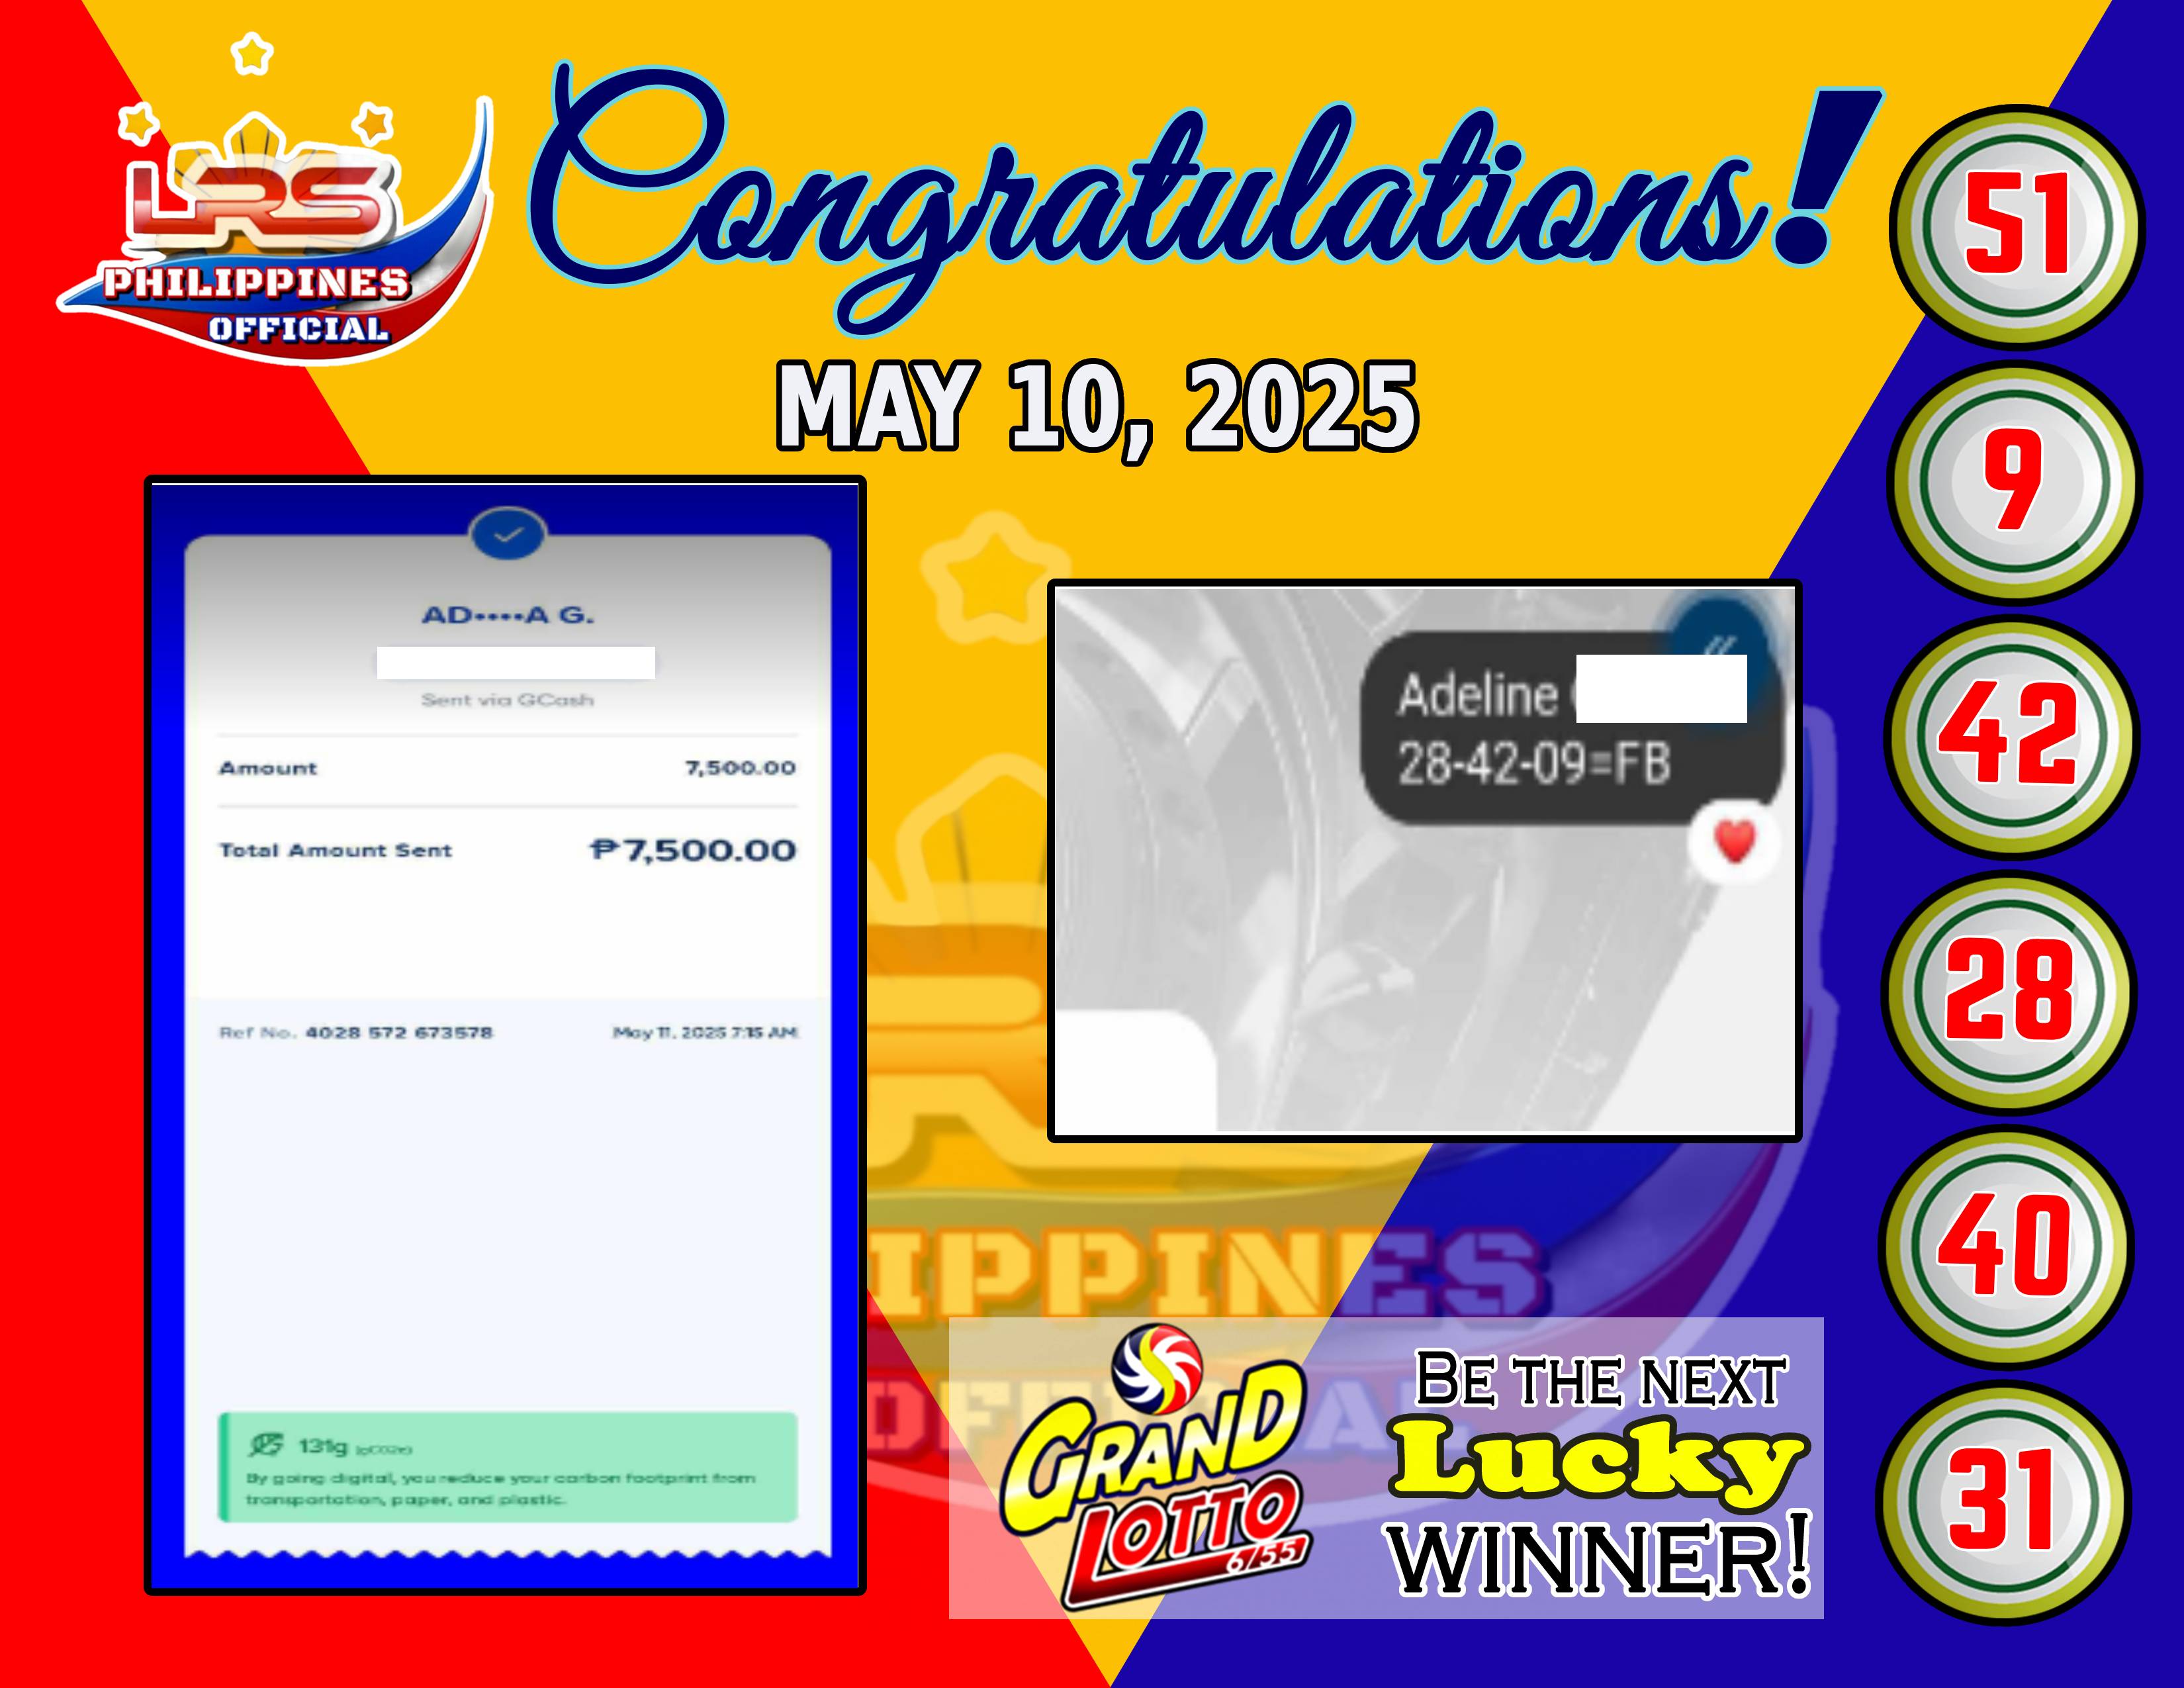 LRS
PHILIPPINES
OFFICIAL
Congratulations!
MAY 10, 2025
AD••••A G.
Sent via GCash
Amount 7,500.00
Total Amount Sent ₱7,500.00
Ref No. 4028 572 673578 May 11, 2025 7:15 AM
131g (gCO2e)
By going digital, you reduce your carbon footprint from
transportation, paper, and plastic.
Adeline
28-42-09=FB
IPPINES
GRAND
LOTTO
6/55
BE THE NEXT
Lucky
WINNER!
51
9
42
28
40
31